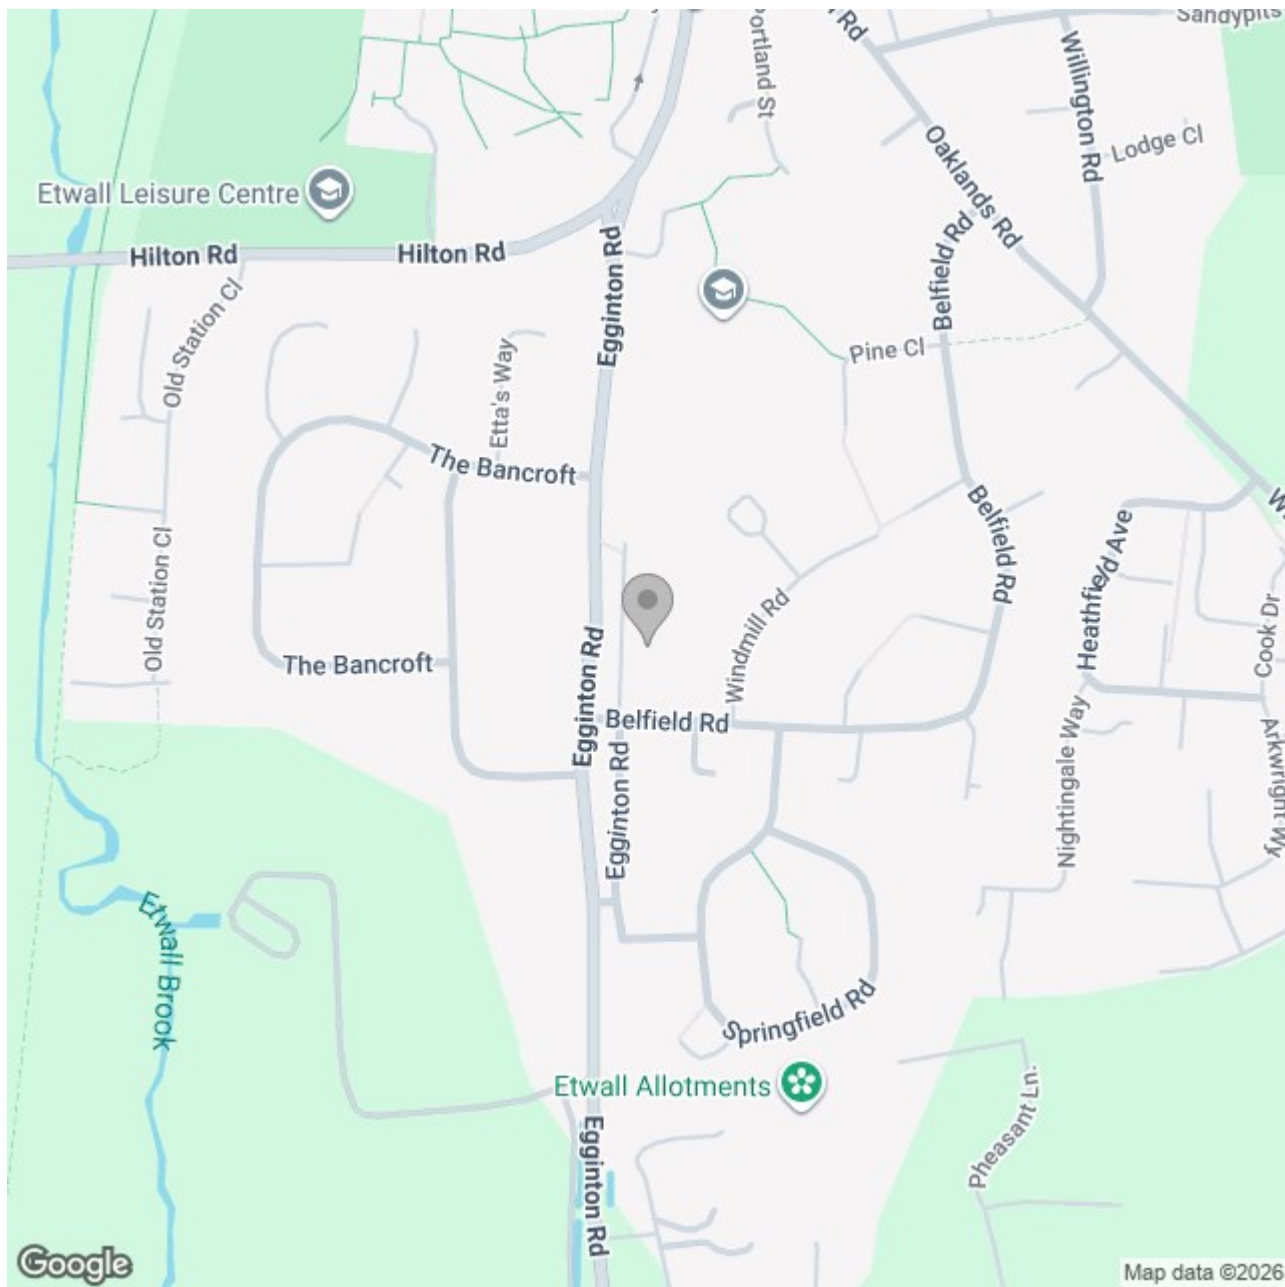 Sandypits
Rd
Portland St
Willington Rd
Lodge Cl
Oaklands Rd
Etwall Leisure Centre
Hilton Rd
Hilton Rd
Egginton Rd
Belfield Rd
Old Station Cl
Etta's Way
Pine Cl
The Bancroft
Belfield Rd
Heathfield Ave
Old Station Cl
Windmill Rd
Cook Dr
The Bancroft
Egginton Rd
Belfield Rd
Nightingale Way
Arkwright Wy
Egginton Rd
Etwall Brook
Springfield Rd
Etwall Allotments
Pheasant Ln.
Egginton Rd
Google
Map data ©2026